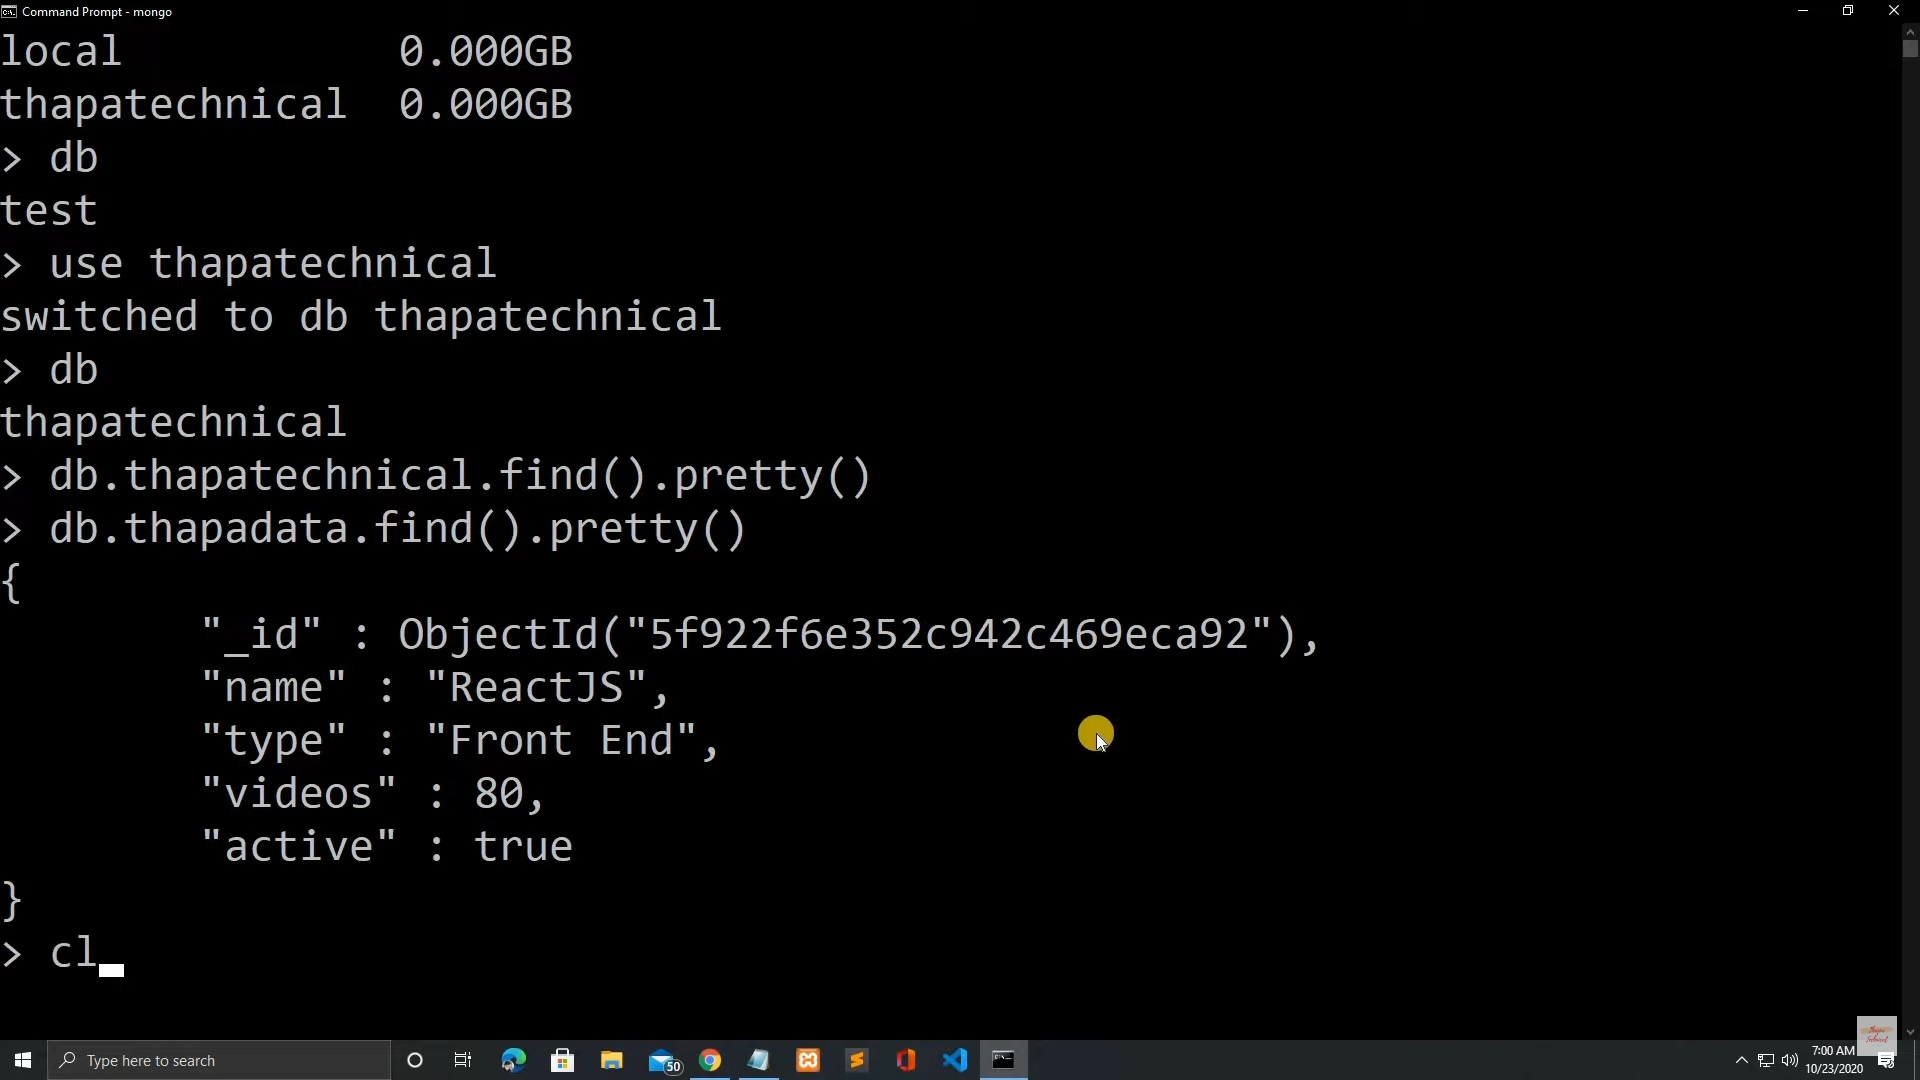 Command Prompt - mongo
local 0.000GB
thapatechnical 0.000GB
> db
test
> use thapatechnical
switched to db thapatechnical
> db
thapatechnical
> db.thapatechnical.find().pretty()
> db.thapadata.find().pretty()
{
"_id" : ObjectId("5f922f6e352c942c469eca92"),
"name" : "ReactJS",
"type" : "Front End",
"videos" : 80,
"active" : true
}
> cl
Type here to search
50
7:00 AM
10/23/2020